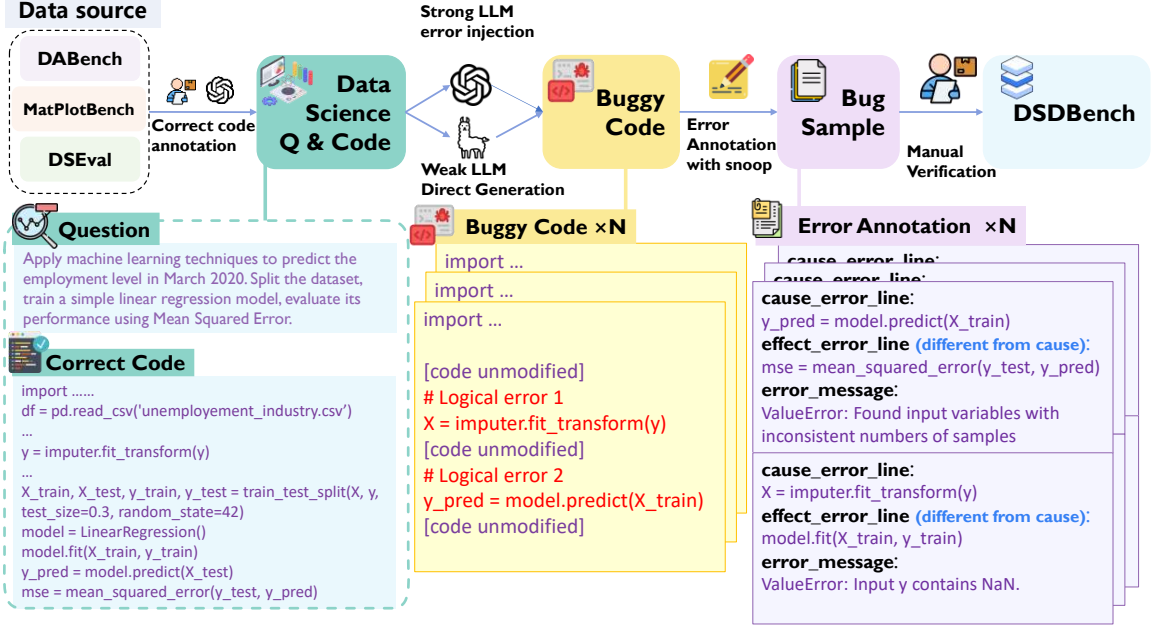 Data source
DABench
MatPlotBench
DSEval
Correct code
annotation
Data
Science
Q & Code
Strong LLM
error injection
Weak LLM
Direct Generation
Buggy
Code
Error
Annotation
with snoop
Bug
Sample
Manual
Verification
DSDBench
Question
Apply machine learning techniques to predict the
employment level in March 2020. Split the dataset,
train a simple linear regression model, evaluate its
performance using Mean Squared Error.
Correct Code
import ......
df = pd.read_csv('unemployement_industry.csv')
...
y = imputer.fit_transform(y)
...
X_train, X_test, y_train, y_test = train_test_split(X, y,
test_size=0.3, random_state=42)
model = LinearRegression()
model.fit(X_train, y_train)
y_pred = model.predict(X_test)
mse = mean_squared_error(y_test, y_pred)
Buggy Code ×N
import ...
import ...
import ...
[code unmodified]
# Logical error 1
X = imputer.fit_transform(y)
[code unmodified]
# Logical error 2
y_pred = model.predict(X_train)
[code unmodified]
Error Annotation ×N
cause_error_line:
cause_error_line:
cause_error_line:
y_pred = model.predict(X_train)
effect_error_line (different from cause):
mse = mean_squared_error(y_test, y_pred)
error_message:
ValueError: Found input variables with
inconsistent numbers of samples
cause_error_line:
X = imputer.fit_transform(y)
effect_error_line (different from cause):
model.fit(X_train, y_train)
error_message:
ValueError: Input y contains NaN.